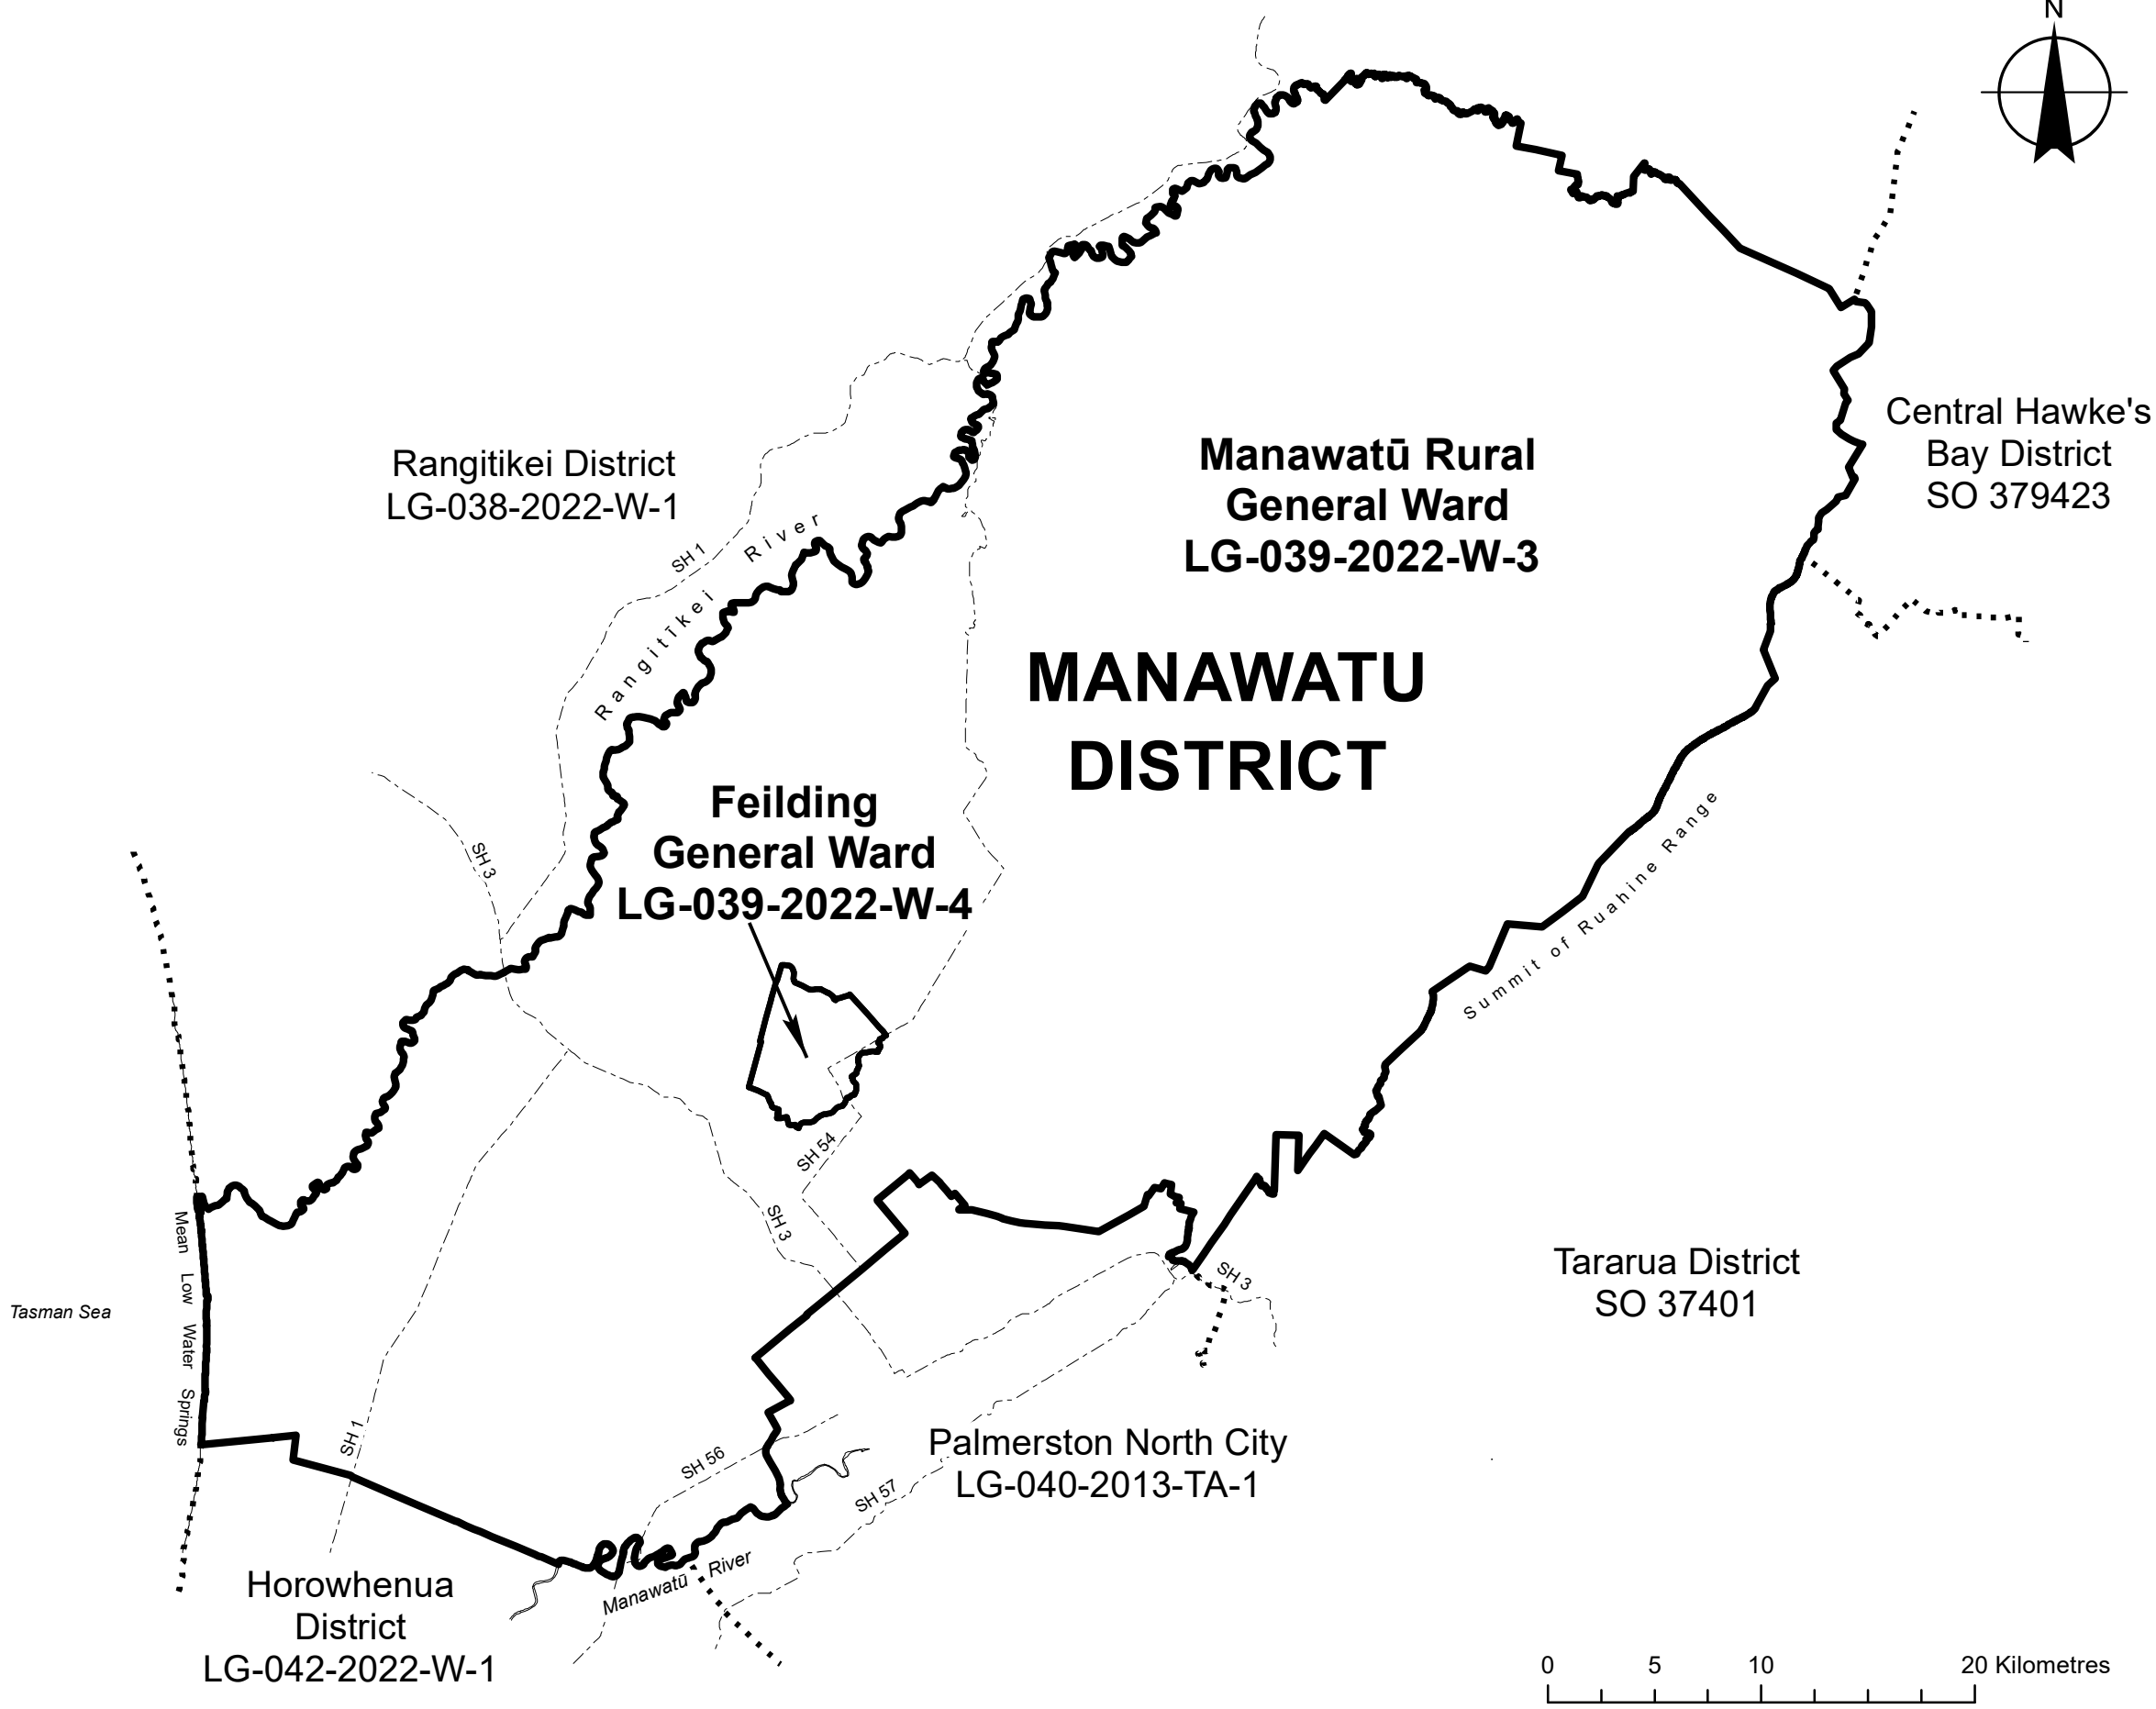 N
Central Hawke's
Bay District
SO 379423
Manawatū Rural
General Ward
LG-039-2022-W-3
Rangitikei District
LG-038-2022-W-1
SH 1
Rangitīkei River
MANAWATU
DISTRICT
Feilding
General Ward
LG-039-2022-W-4
SH 3
Summit of Ruahine Range
SH 54
SH 3
Mean Low Water Springs
Tasman Sea
SH 3
Tararua District
SO 37401
SH 1
SH 56
SH 57
Palmerston North City
LG-040-2013-TA-1
Manawatū River
Horowhenua
District
LG-042-2022-W-1
0 5 10 20 Kilometres